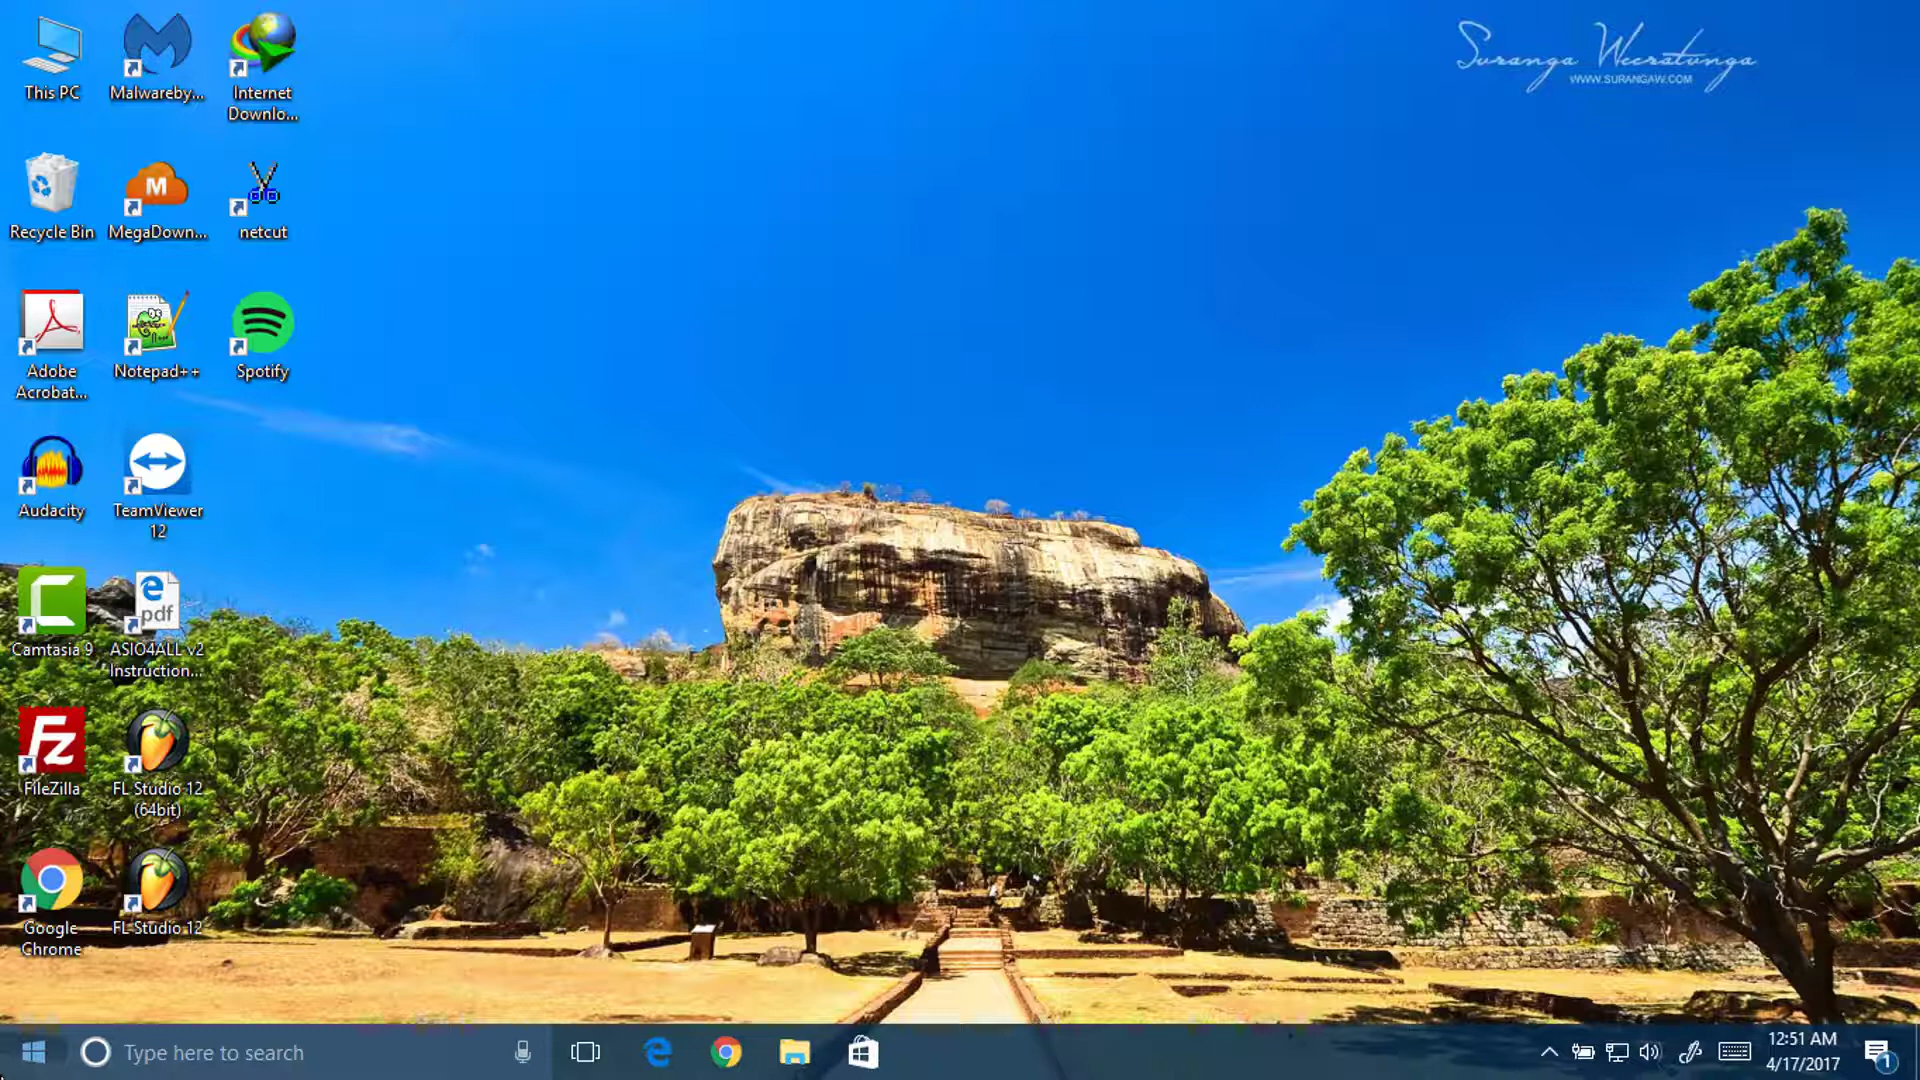 Suranga Weeratunga
WWW.SURANGAW.COM
This PC
Malwareby...
Internet
Downlo...
Recycle Bin
MegaDown...
netcut
Adobe
Acrobat...
Notepad++
Spotify
Audacity
TeamViewer
12
Camtasia 9
pdf
ASIO4ALL v2
Instruction...
FileZilla
FL Studio 12
(64bit)
Google
Chrome
FL Studio 12
Type here to search
12:51 AM
4/17/2017
1